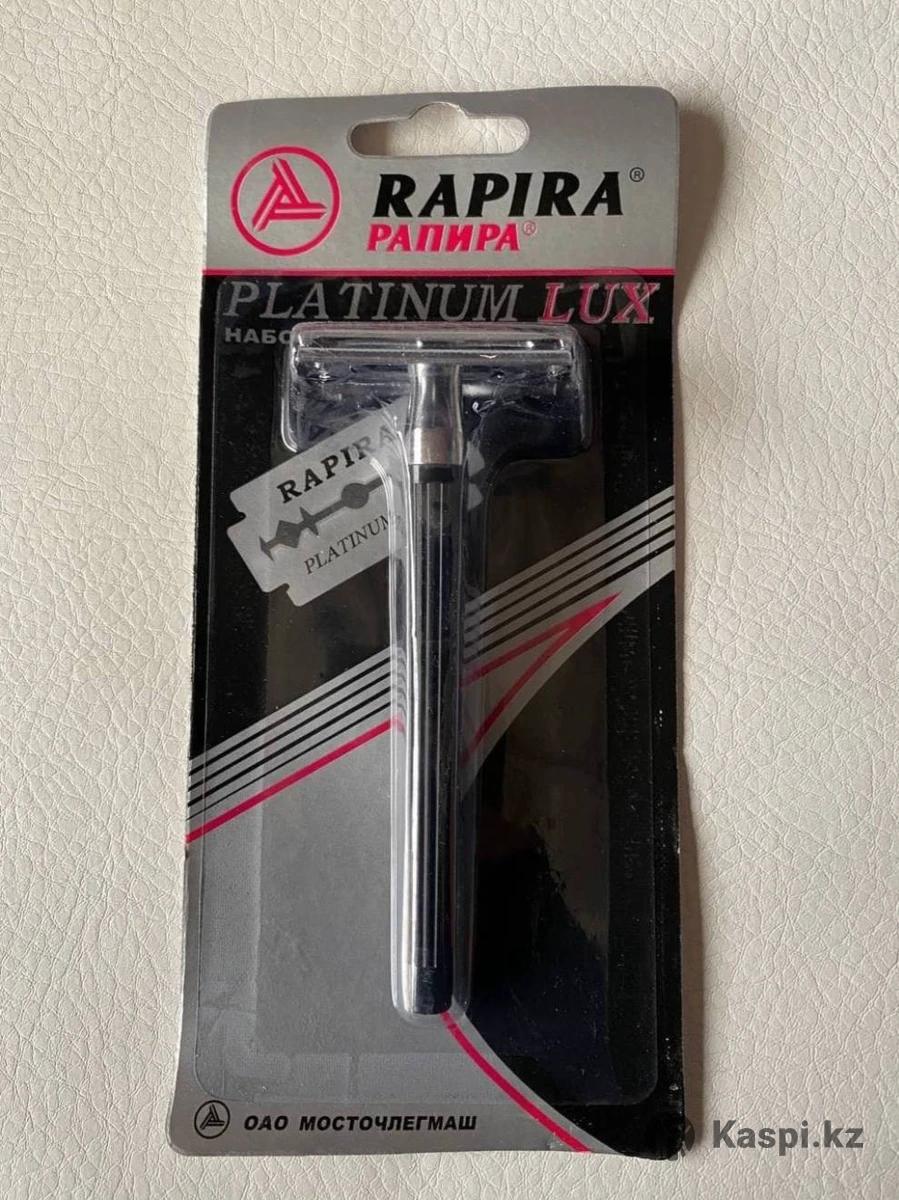 RAPIRA®
РАПИРА®
PLATINUM LUX
RAPIRA
PLATINUM
ОАО МОСТОЧЛЕГМАШ
Kaspi.kz